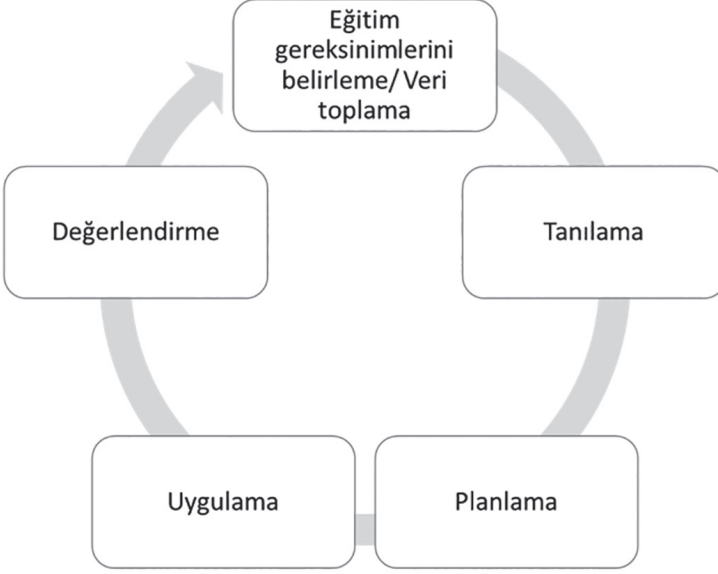 Eğitim
gereksinimlerini
belirleme/ Veri
toplama
Değerlendirme
Tanılama
Uygulama
Planlama